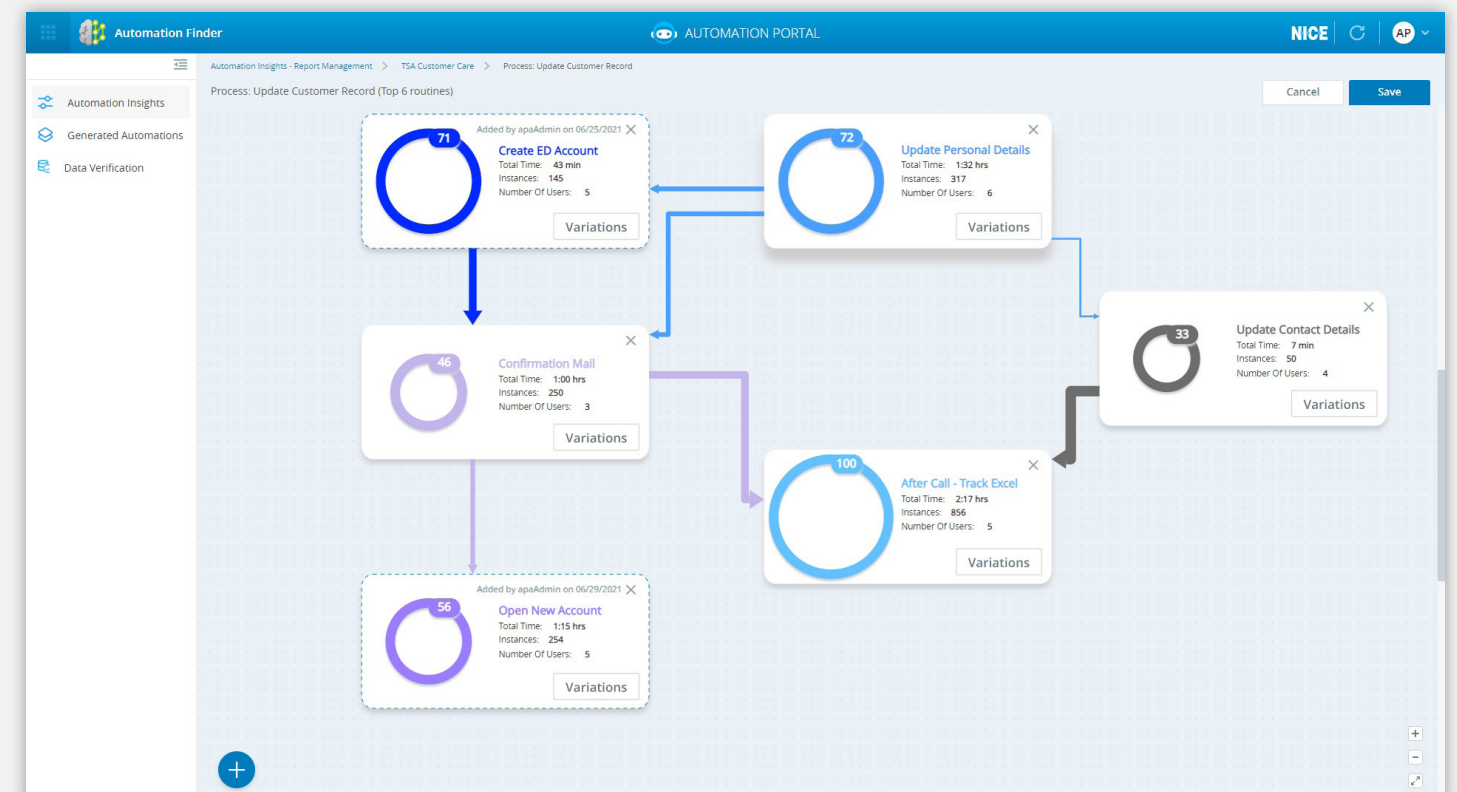 Automation Finder
AUTOMATION PORTAL
NICE
AP
Automation Insights - Report Management > TSA Customer Care > Process: Update Customer Record
Process: Update Customer Record (Top 6 routines)
Cancel
Save
Automation Insights
Generated Automations
Data Verification
Added by apaAdmin on 06/25/2021
71
Create ED Account
Total Time: 43 min
Instances: 145
Number Of Users: 5
Variations
72
Update Personal Details
Total Time: 1:32 hrs
Instances: 317
Number Of Users: 6
Variations
33
Update Contact Details
Total Time: 7 min
Instances: 50
Number Of Users: 4
Variations
46
Confirmation Mail
Total Time: 1:00 hrs
Instances: 250
Number Of Users: 3
Variations
100
After Call - Track Excel
Total Time: 2:17 hrs
Instances: 856
Number Of Users: 5
Variations
Added by apaAdmin on 06/29/2021
56
Open New Account
Total Time: 1:15 hrs
Instances: 254
Number Of Users: 5
Variations